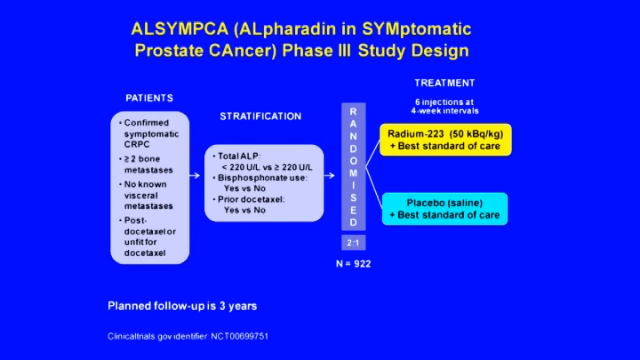 ALSYMPCA (ALpharadin in SYMptomatic
Prostate CAncer) Phase III Study Design
PATIENTS
• Confirmed
symptomatic
CRPC
• ≥ 2 bone
metastases
• No known
visceral
metastases
• Post-
docetaxel or
unfit for
docetaxel
STRATIFICATION
• Total ALP:
< 220 U/L vs ≥ 220 U/L
• Bisphosphonate use:
Yes vs No
• Prior docetaxel:
Yes vs No
R
A
N
D
O
M
I
S
E
D
2:1
N = 922
TREATMENT
6 injections at
4-week intervals
Radium-223 (50 kBq/kg)
+ Best standard of care
Placebo (saline)
+ Best standard of care
Planned follow-up is 3 years
Clinicaltrials.gov identifier: NCT00699751